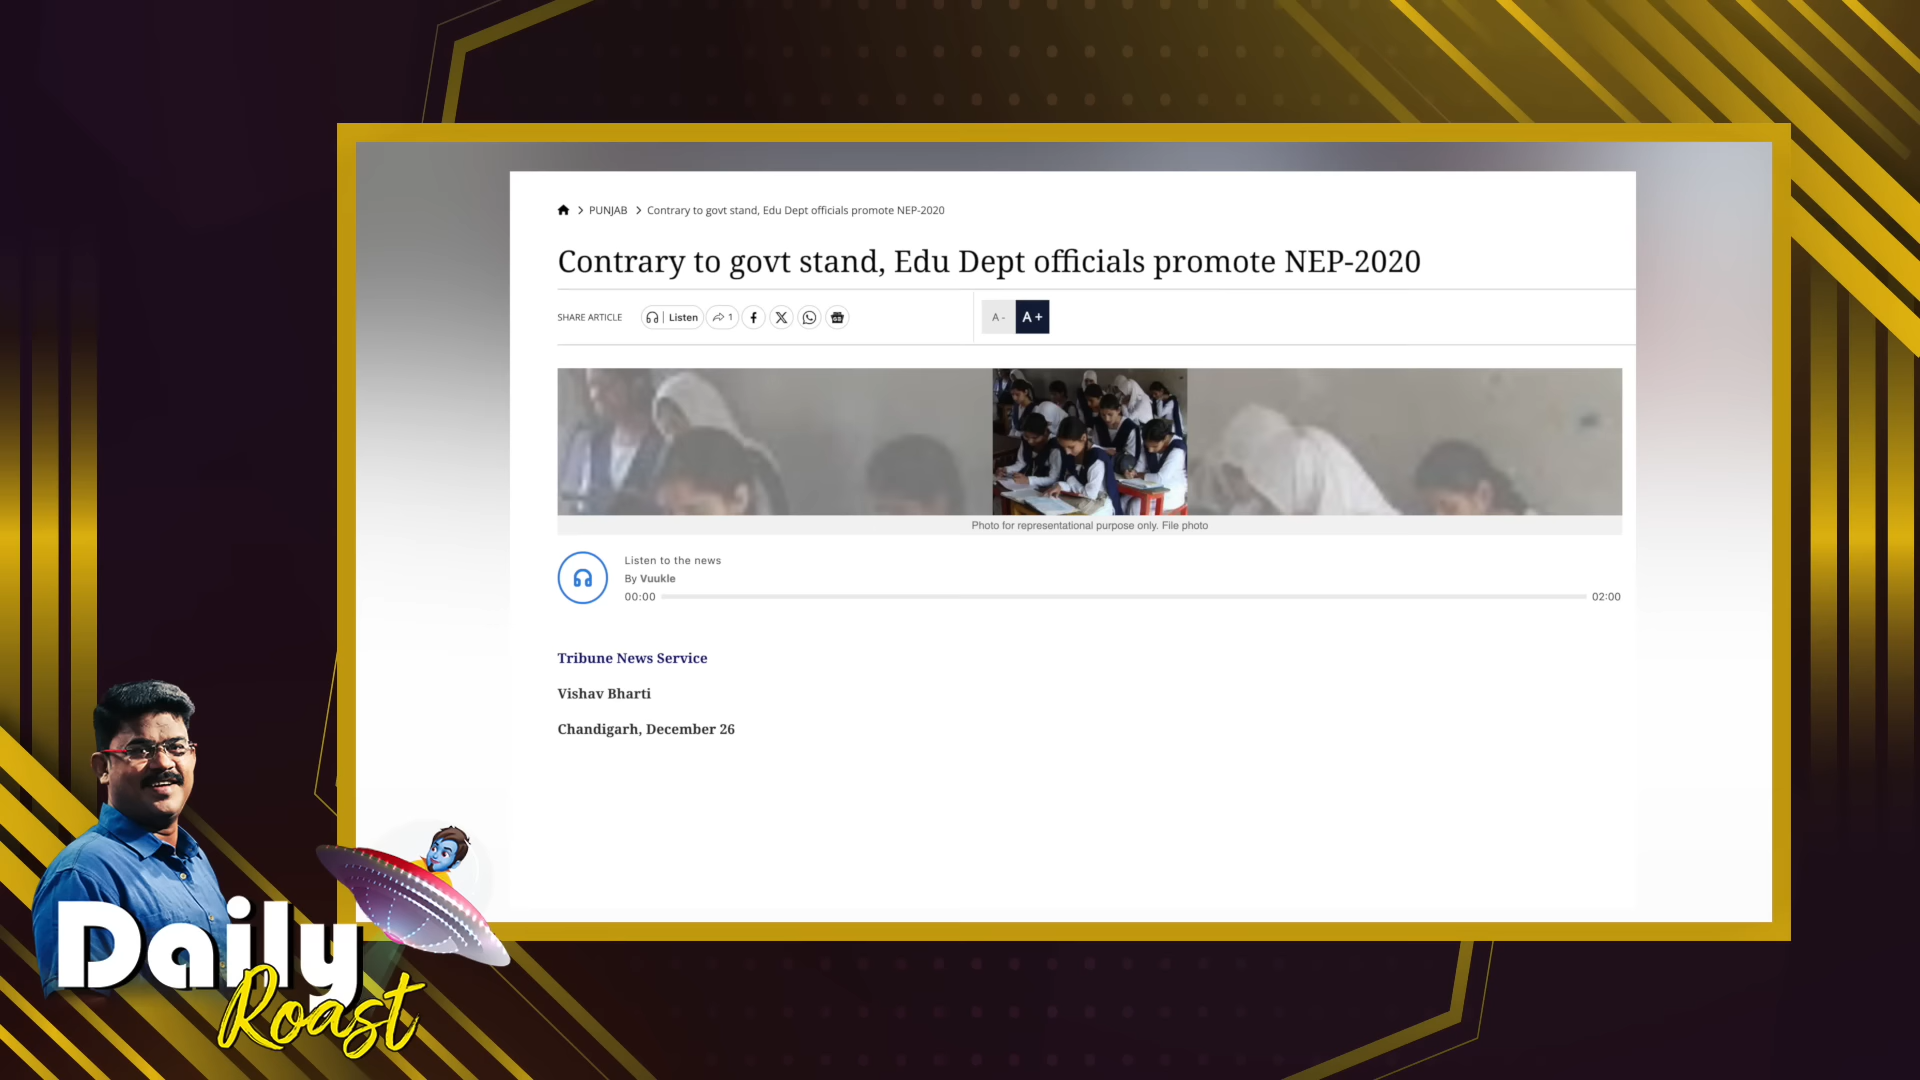 PUNJAB
Contrary to govt stand, Edu Dept officials promote NEP-2020
Contrary to govt stand, Edu Dept officials promote NEP-2020
SHARE ARTICLE
Listen
1
A -
A +
Photo for representational purpose only. File photo
Listen to the news
By Vuukle
00:00
02:00
Tribune News Service
Vishav Bharti
Chandigarh, December 26
Daily
Roast